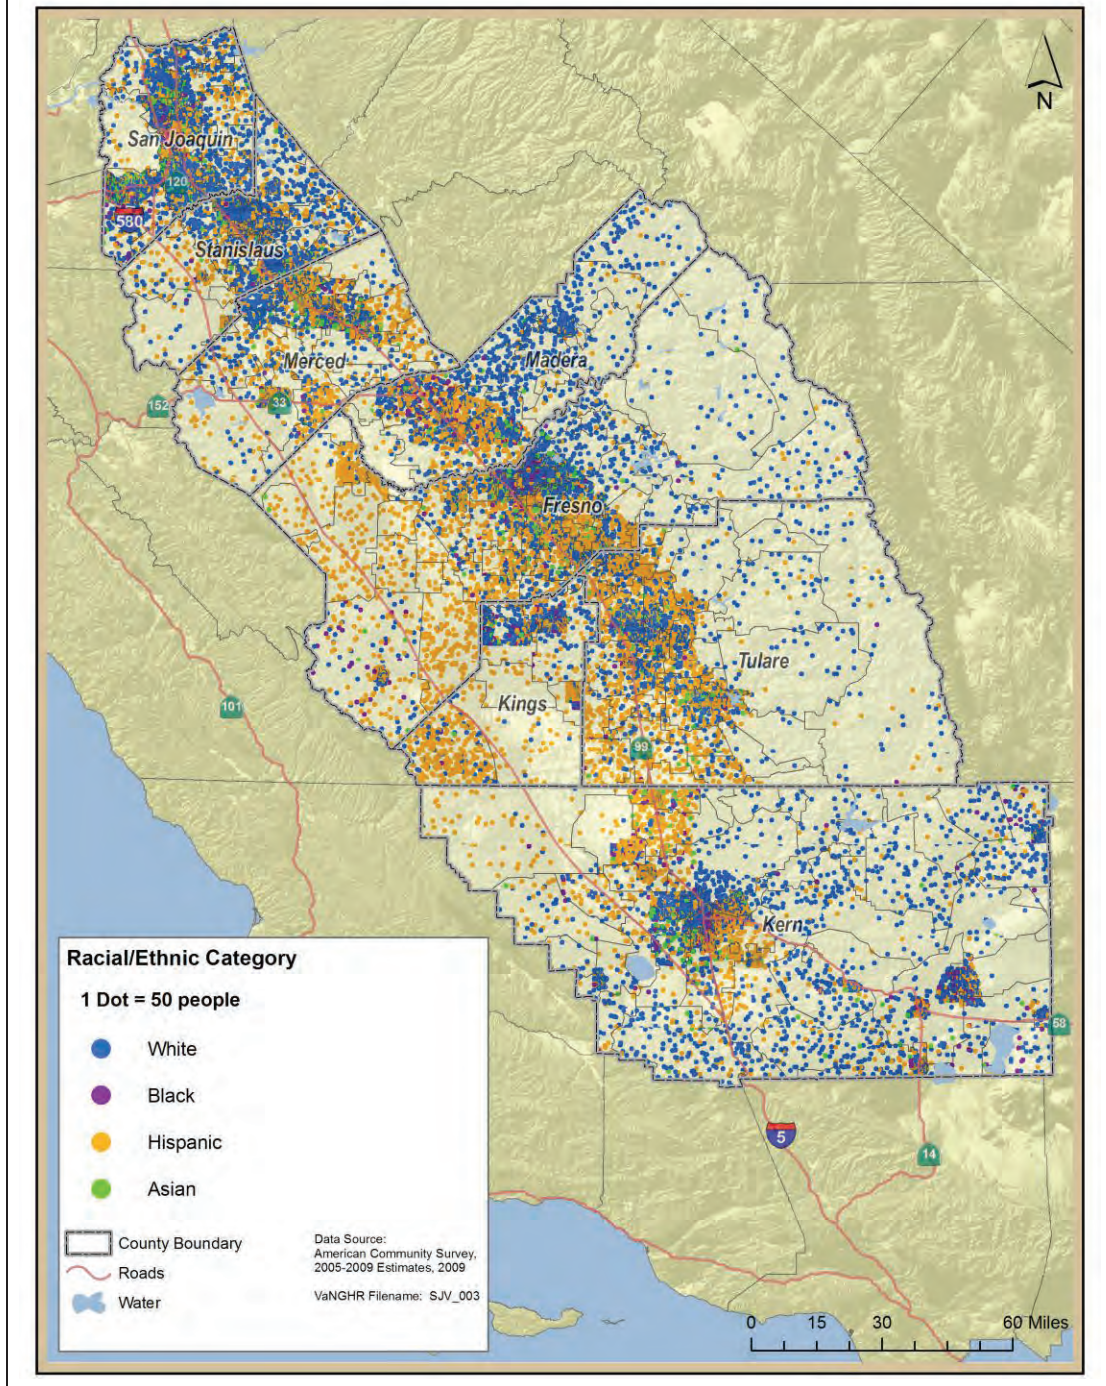 N
San Joaquin
120
580
Stanislaus
Merced
Madera
152
33
Fresno
Tulare
Kings
101
99
Kern
58
5
14
Racial/Ethnic Category
1 Dot = 50 people
White
Black
Hispanic
Asian
County Boundary
Roads
Water
Data Source:
American Community Survey,
2005-2009 Estimates, 2009
VaNGHR Filename: SJV_003
0 15 30 60 Miles